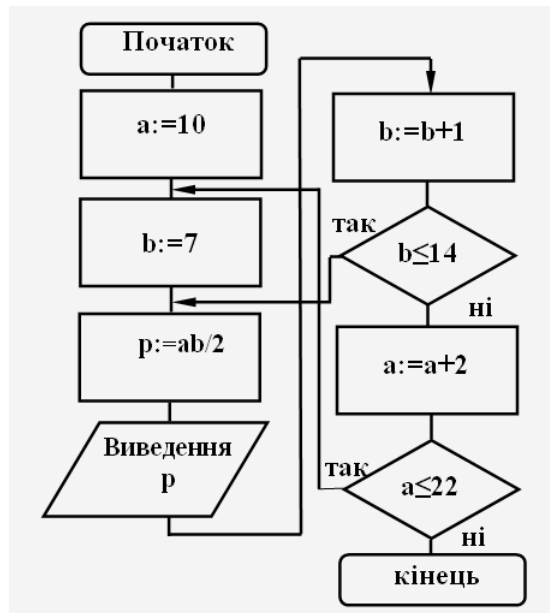 Початок
a:=10
b:=7
p:=ab/2
Виведення
p
b:=b+1
так
b≤14
ні
a:=a+2
так
a≤22
ні
кінець